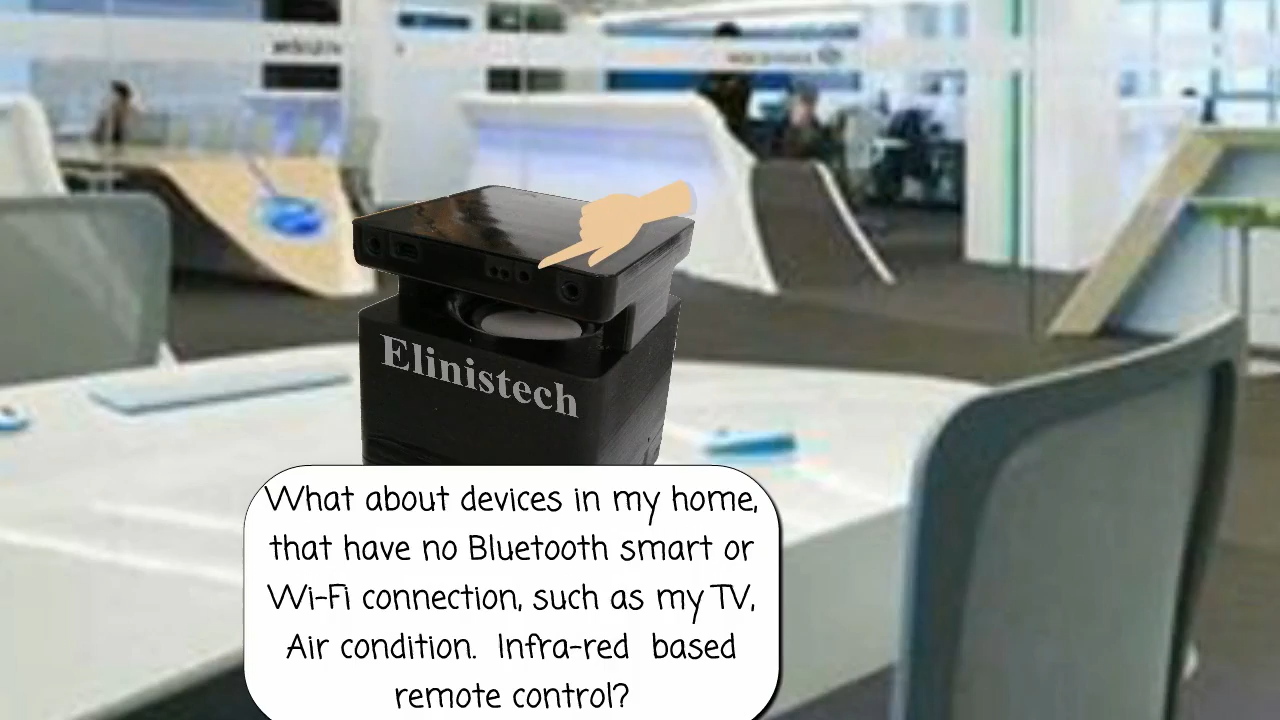 Elinistech
What about devices in my home,
that have no Bluetooth smart or
Wi-Fi connection, such as my TV,
Air condition. Infra-red based
remote control?